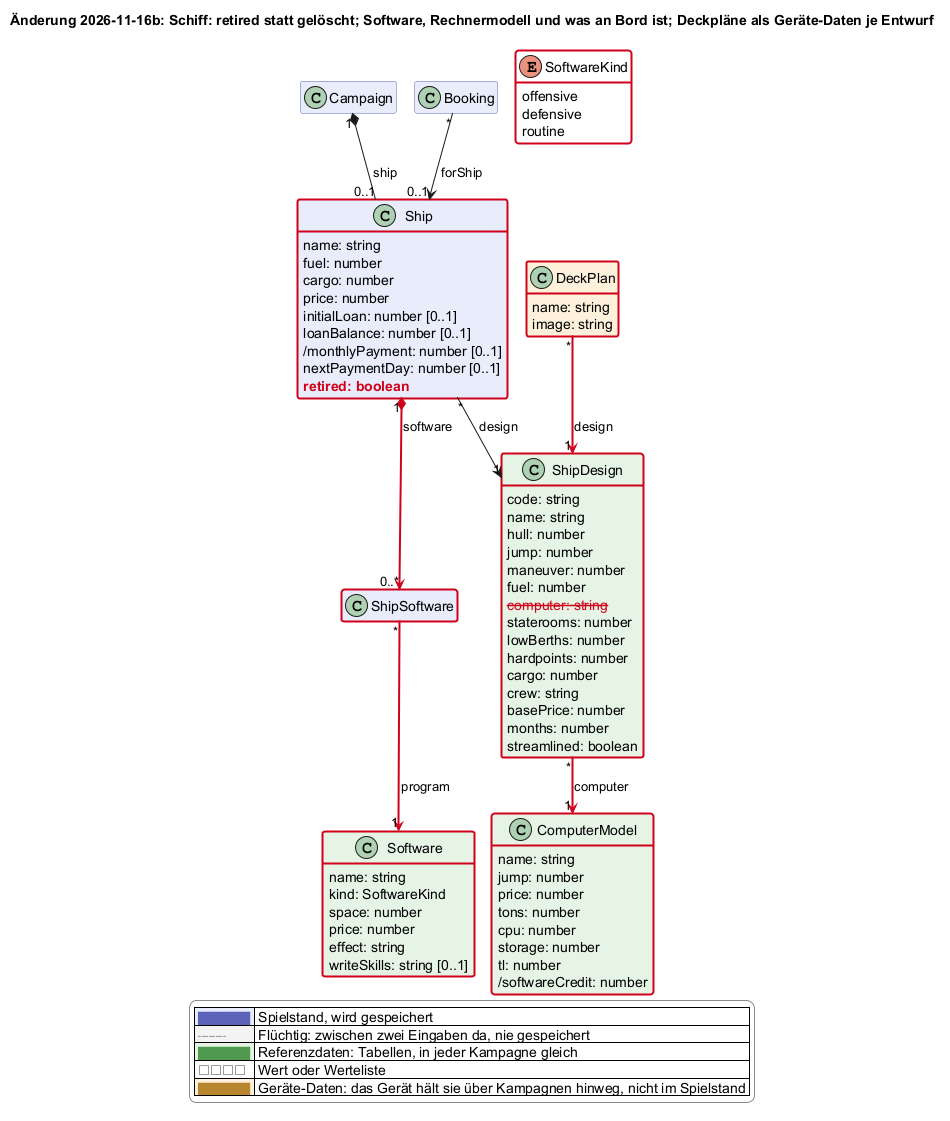 Änderung 2026-11-16b: Schiff: retired statt gelöscht; Software, Rechnermodell und was an Bord ist; Deckpläne als Geräte-Daten je Entwurf
C Campaign
C Booking
E SoftwareKind
offensive
defensive
routine
1
*
ship
forShip
0..1
0..1
C Ship
name: string
fuel: number
cargo: number
price: number
initialLoan: number [0..1]
loanBalance: number [0..1]
/monthlyPayment: number [0..1]
nextPaymentDay: number [0..1]
retired: boolean
C DeckPlan
name: string
image: string
*
design
1
1
software
0..*
*
design
1
C ShipDesign
code: string
name: string
hull: number
jump: number
maneuver: number
fuel: number
computer: string
staterooms: number
lowBerths: number
hardpoints: number
cargo: number
crew: string
basePrice: number
months: number
streamlined: boolean
C ShipSoftware
*
program
1
*
computer
1
C Software
name: string
kind: SoftwareKind
space: number
price: number
effect: string
writeSkills: string [0..1]
C ComputerModel
name: string
jump: number
price: number
tons: number
cpu: number
storage: number
tl: number
/softwareCredit: number
Spielstand, wird gespeichert
Flüchtig: zwischen zwei Eingaben da, nie gespeichert
Referenzdaten: Tabellen, in jeder Kampagne gleich
Wert oder Werteliste
Geräte-Daten: das Gerät hält sie über Kampagnen hinweg, nicht im Spielstand